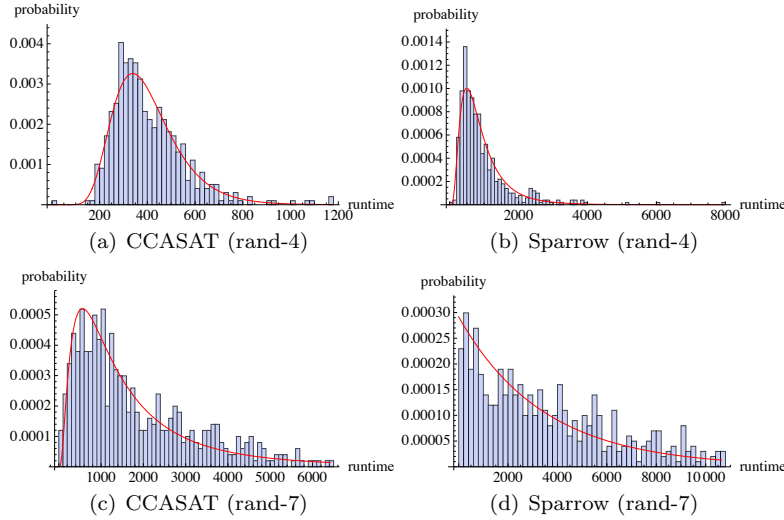 probability
0.004
0.003
0.002
0.001
200 400 600 800 1000 1200
runtime
(a) CCASAT (rand-4)
probability
0.0014
0.0012
0.0010
0.0008
0.0006
0.0004
0.0002
2000 4000 6000 8000
runtime
(b) Sparrow (rand-4)
probability
0.0005
0.0004
0.0003
0.0002
0.0001
1000 2000 3000 4000 5000 6000
runtime
(c) CCASAT (rand-7)
probability
0.00030
0.00025
0.00020
0.00015
0.00010
0.00005
2000 4000 6000 8000 10000
runtime
(d) Sparrow (rand-7)